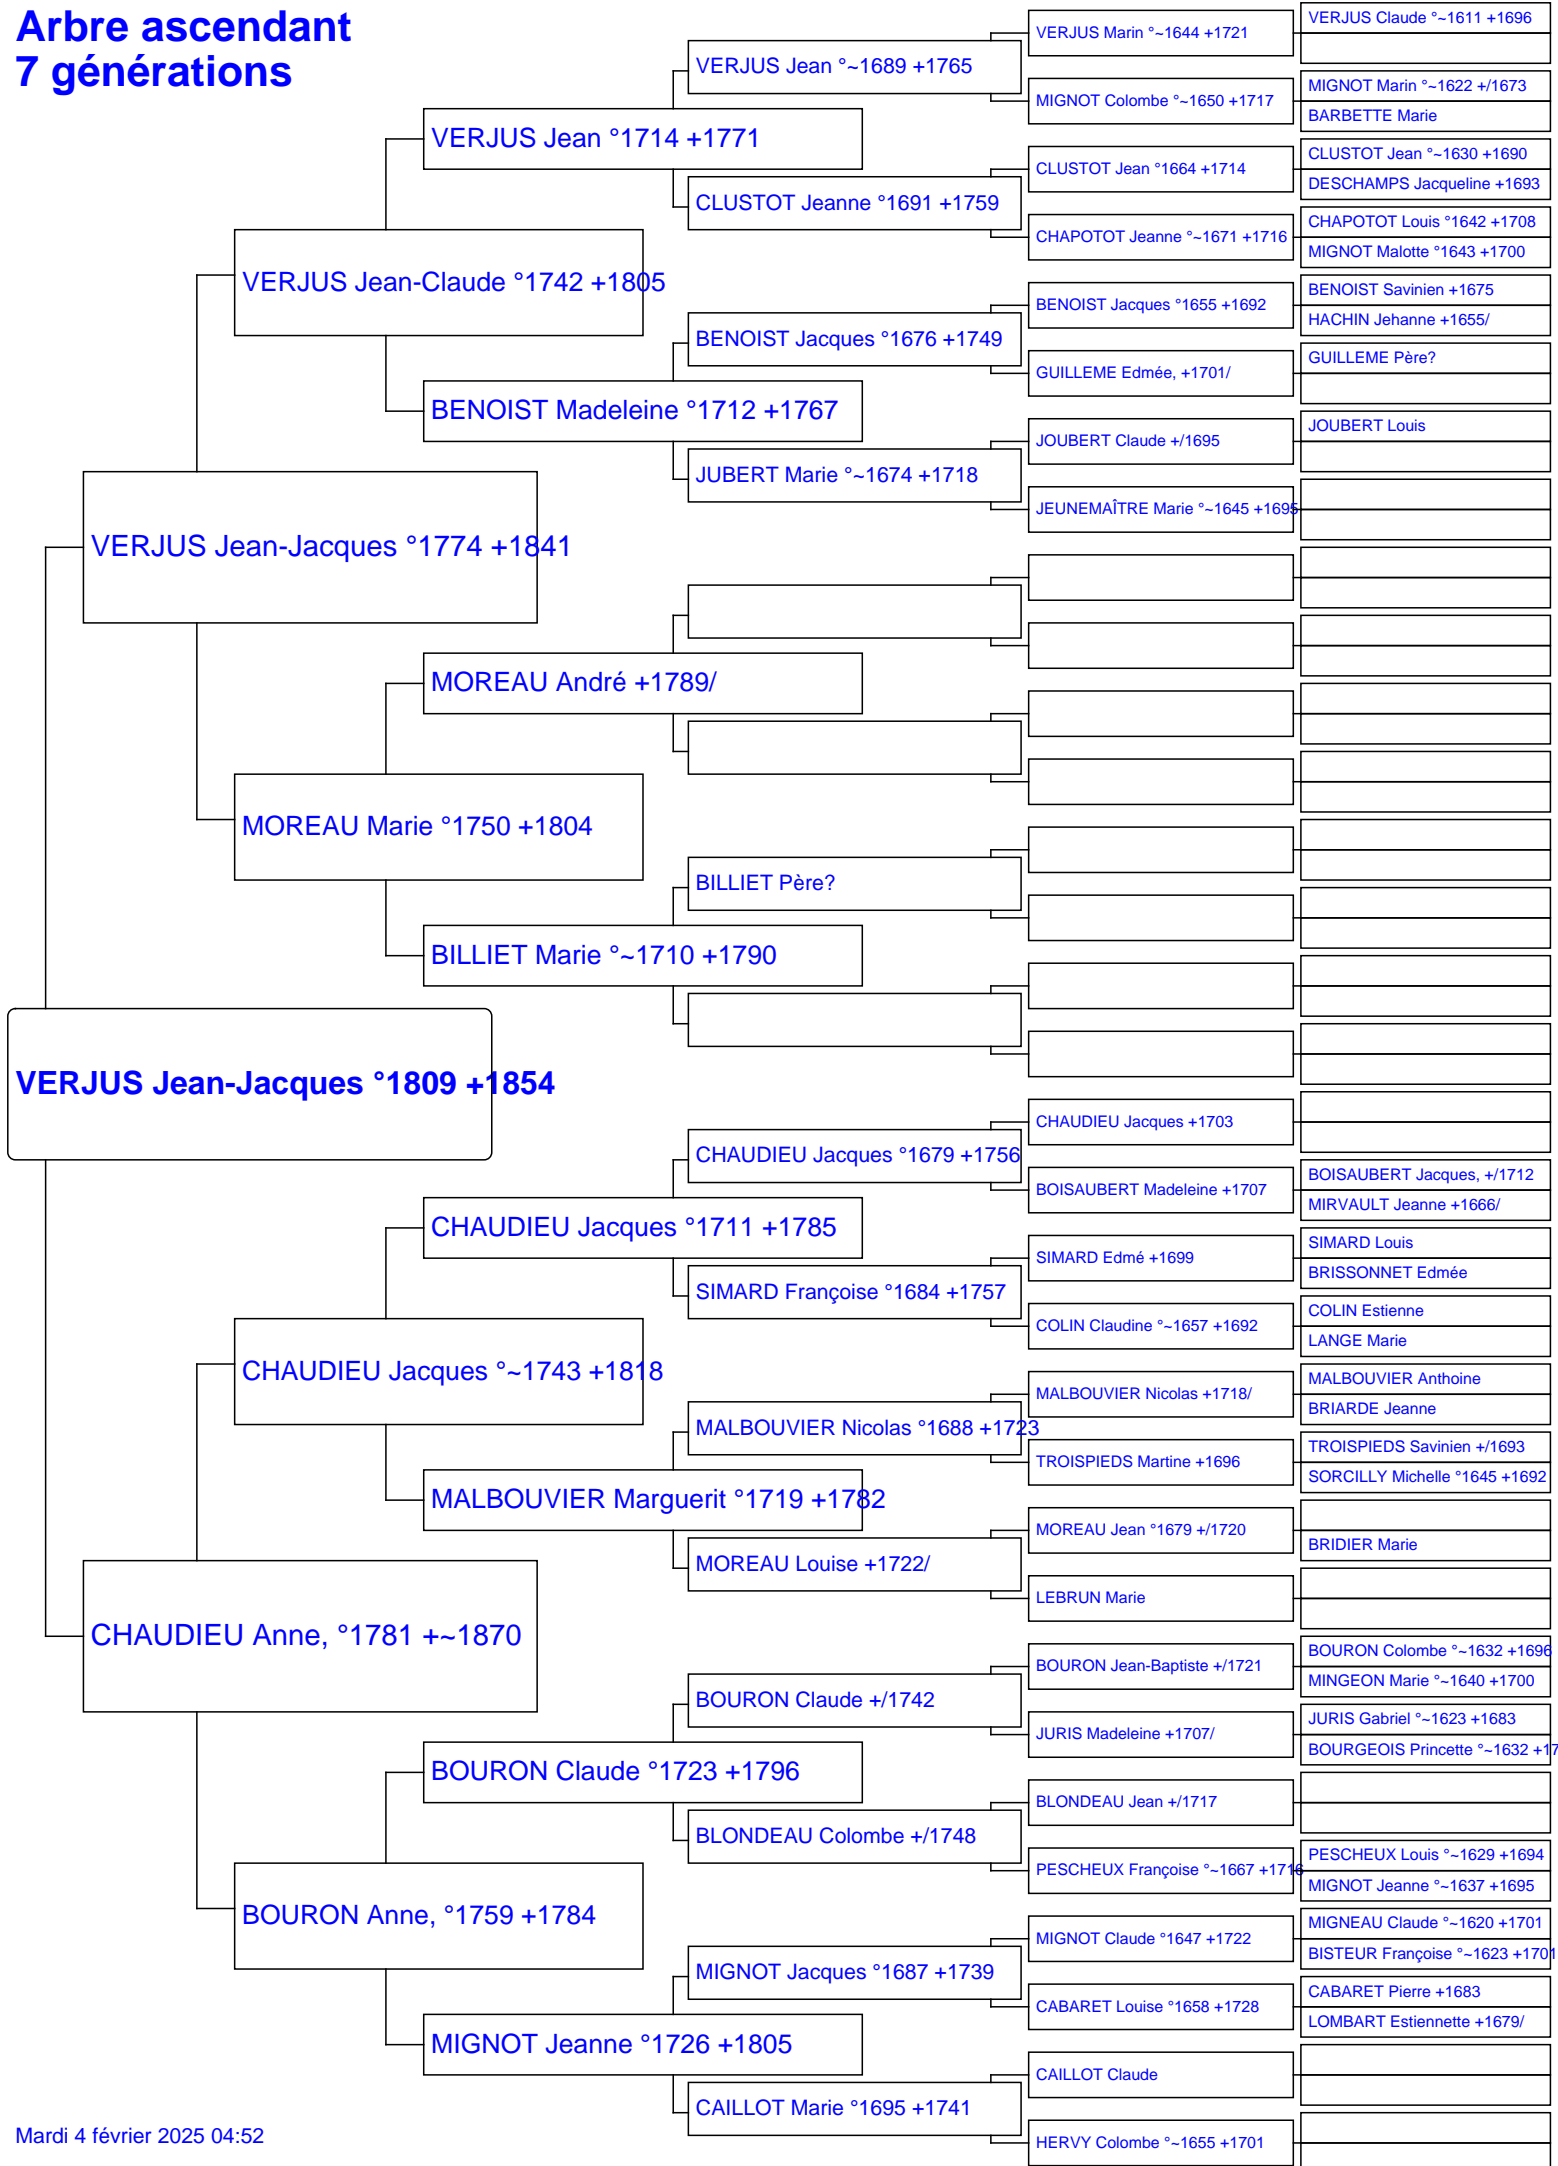 Arbre ascendant
7 générations
VERJUS Jean-Jacques °1809 +1854
VERJUS Jean-Jacques °1774 +1841
CHAUDIEU Anne, °1781 +~1870
VERJUS Jean-Claude °1742 +1805
MOREAU Marie °1750 +1804
CHAUDIEU Jacques °~1743 +1818
BOURON Anne, °1759 +1784
VERJUS Jean °1714 +1771
BENOIST Madeleine °1712 +1767
MOREAU André +1789/
BILLIET Marie °~1710 +1790
CHAUDIEU Jacques °1711 +1785
MALBOUVIER Marguerit °1719 +1782
BOURON Claude °1723 +1796
MIGNOT Jeanne °1726 +1805
VERJUS Jean °~1689 +1765
CLUSTOT Jeanne °1691 +1759
BENOIST Jacques °1676 +1749
JUBERT Marie °~1674 +1718
BILLIET Père?
CHAUDIEU Jacques °1679 +1756
SIMARD Françoise °1684 +1757
MALBOUVIER Nicolas °1688 +1723
MOREAU Louise +1722/
BOURON Claude +/1742
BLONDEAU Colombe +/1748
MIGNOT Jacques °1687 +1739
CAILLOT Marie °1695 +1741
VERJUS Marin °~1644 +1721
MIGNOT Colombe °~1650 +1717
CLUSTOT Jean °1664 +1714
CHAPOTOT Jeanne °~1671 +1716
BENOIST Jacques °1655 +1692
GUILLEME Edmée, +1701/
JOUBERT Claude +/1695
JEUNEMAÎTRE Marie °~1645 +1695
CHAUDIEU Jacques +1703
BOISAUBERT Madeleine +1707
SIMARD Edmé +1699
COLIN Claudine °~1657 +1692
MALBOUVIER Nicolas +1718/
TROISPIEDS Martine +1696
MOREAU Jean °1679 +/1720
LEBRUN Marie
BOURON Jean-Baptiste +/1721
JURIS Madeleine +1707/
BLONDEAU Jean +/1717
PESCHEUX Françoise °~1667 +1716
MIGNOT Claude °1647 +1722
CABARET Louise °1658 +1728
CAILLOT Claude
HERVY Colombe °~1655 +1701
VERJUS Claude °~1611 +1696
MIGNOT Marin °~1622 +/1673
BARBETTE Marie
CLUSTOT Jean °~1630 +1690
DESCHAMPS Jacqueline +1693
CHAPOTOT Louis °1642 +1708
MIGNOT Malotte °1643 +1700
BENOIST Savinien +1675
HACHIN Jehanne +1655/
GUILLEME Père?
JOUBERT Louis
BOISAUBERT Jacques, +/1712
MIRVAULT Jeanne +1666/
SIMARD Louis
BRISSONNET Edmée
COLIN Estienne
LANGE Marie
MALBOUVIER Anthoine
BRIARDE Jeanne
TROISPIEDS Savinien +/1693
SORCILLY Michelle °1645 +1692
BRIDIER Marie
BOURON Colombe °~1632 +1696
MINGEON Marie °~1640 +1700
JURIS Gabriel °~1623 +1683
BOURGEOIS Princette °~1632 +17
PESCHEUX Louis °~1629 +1694
MIGNOT Jeanne °~1637 +1695
MIGNEAU Claude °~1620 +1701
BISTEUR Françoise °~1623 +1701
CABARET Pierre +1683
LOMBART Estiennette +1679/
Mardi 4 février 2025 04:52